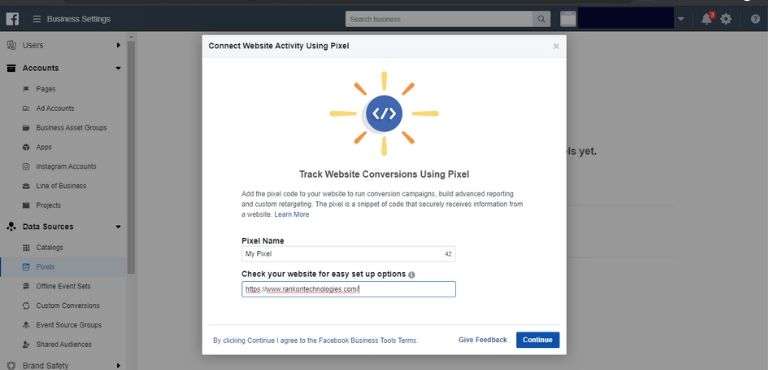 Business Settings
Search business
Users
Accounts
Pages
Ad Accounts
Business Asset Groups
Apps
Instagram Accounts
Line of Business
Projects
Data Sources
Catalogs
Pixels
Offline Event Sets
Custom Conversions
Event Source Groups
Shared Audiences
Brand Safety
Connect Website Activity Using Pixel
Track Website Conversions Using Pixel
Add the pixel code to your website to run conversion campaigns, build advanced reporting
and custom retargeting. The pixel is a snippet of code that securely receives information from
a website. Learn More
Pixel Name
My Pixel 42
Check your website for easy set up options
https://www.rankontechnologies.com/
By clicking Continue I agree to the Facebook Business Tools Terms.
Give Feedback
Continue
yet.